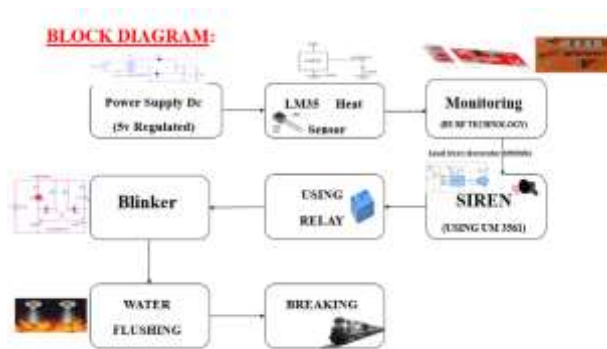 BLOCK DIAGRAM:
Power Supply Dc
(5v Regulated)
LM35 Heat
Sensor
Monitoring
(BY RF TECHNOLOGY)
SIREN
(USING UM 3561)
USING
RELAY
Blinker
WATER
FLUSHING
BREAKING